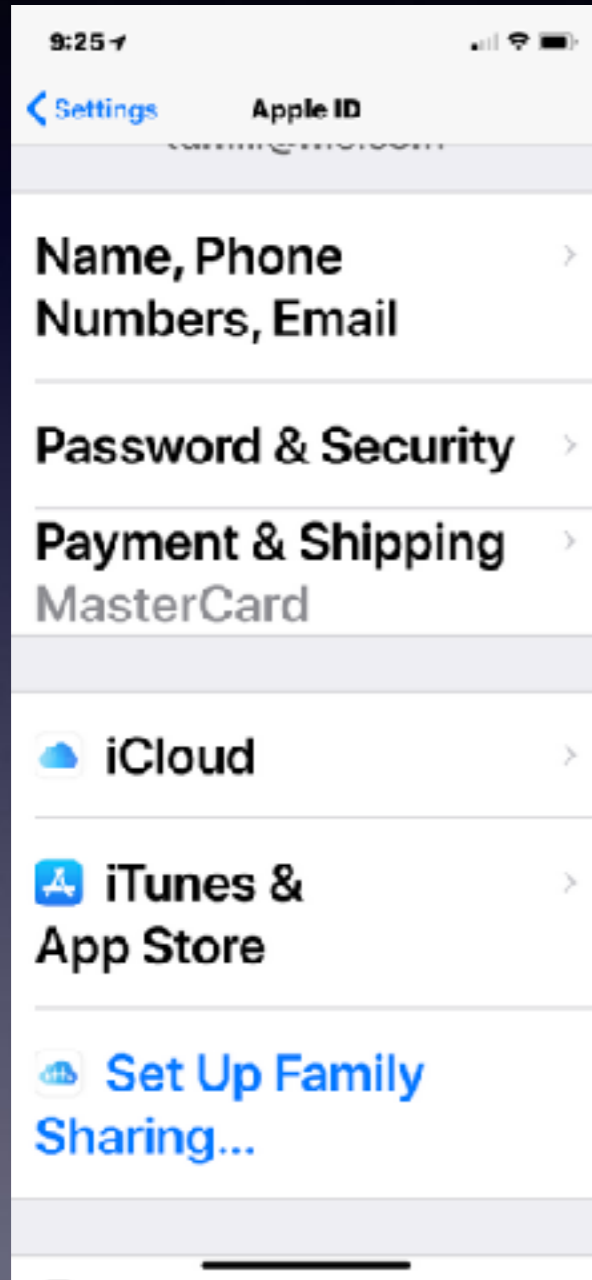 9:25
Settings
Apple ID
Name, Phone
Numbers, Email
Password & Security
Payment & Shipping
MasterCard
iCloud
iTunes &
App Store
Set Up Family
Sharing...